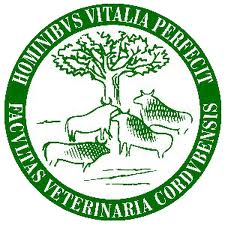 HOMINIBVS VITALIA PERFECIT
FACVLTAS VETERINARIA CORDVBENSIS